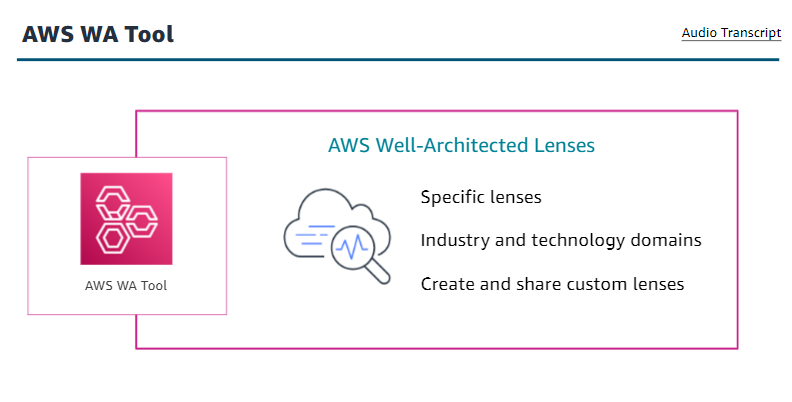 AWS WA Tool
Audio Transcript
AWS Well-Architected Lenses
Specific lenses
Industry and technology domains
Create and share custom lenses
AWS WA Tool